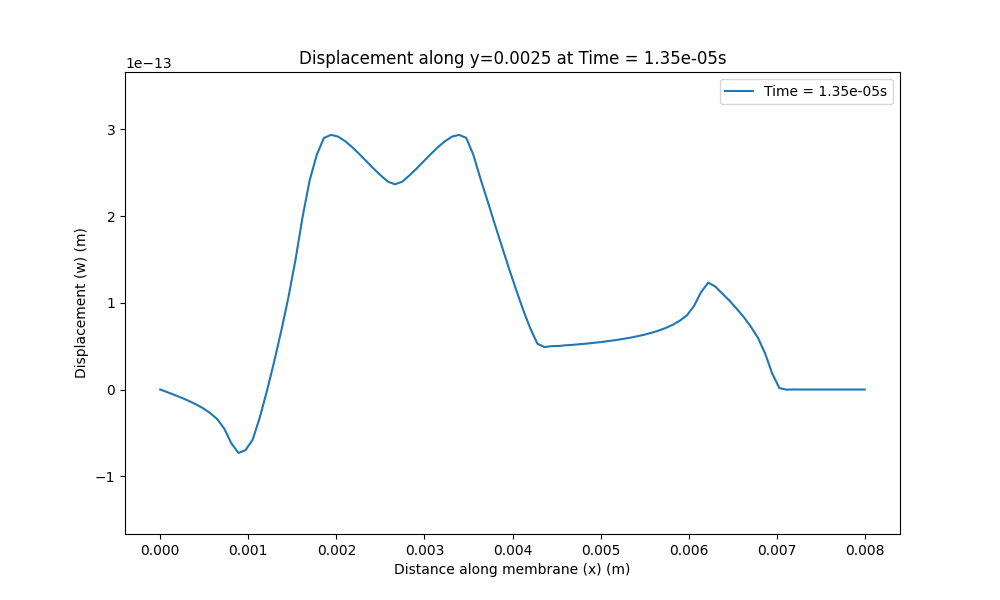 Displacement along y=0.0025 at Time = 1.35e-05s
1e−13
Time = 1.35e-05s
3
2
1
0
−1
Displacement (w) (m)
0.000 0.001 0.002 0.003 0.004 0.005 0.006 0.007 0.008
Distance along membrane (x) (m)